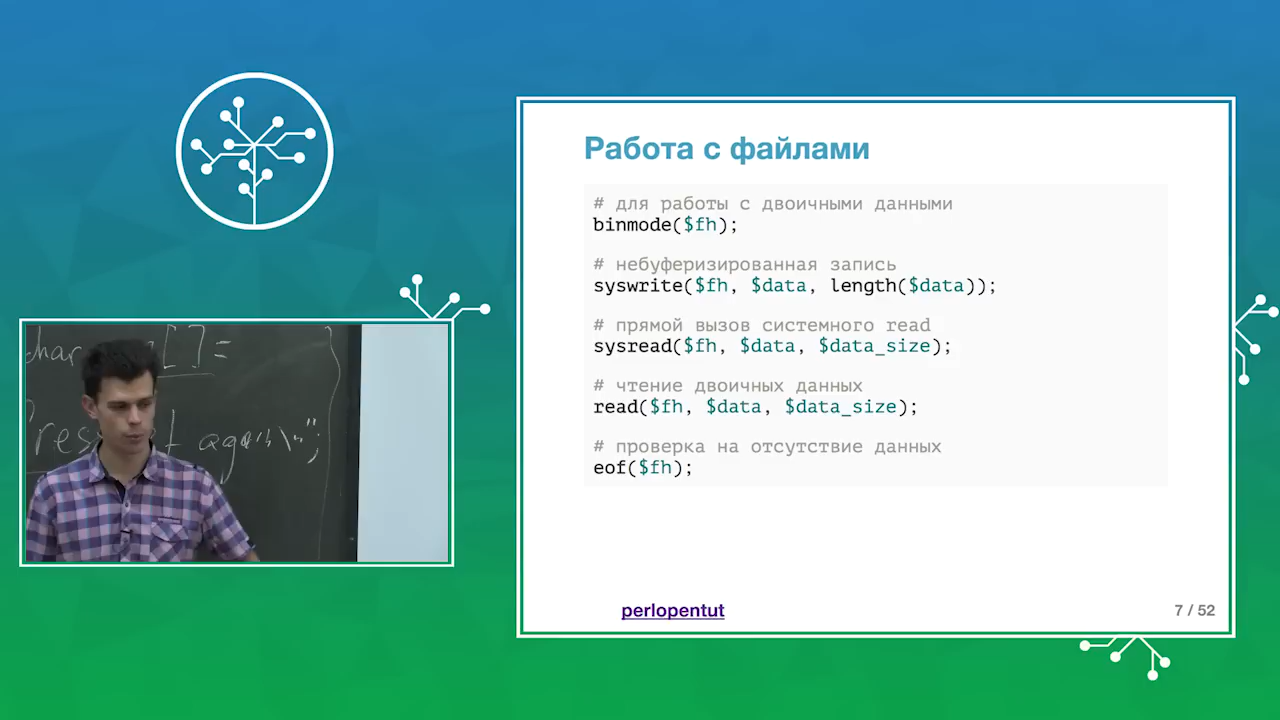 Работа с файлами
# для работы с двоичными данными
binmode($fh);
# небуферизированная запись
syswrite($fh, $data, length($data));
# прямой вызов системного read
sysread($fh, $data, $data_size);
# чтение двоичных данных
read($fh, $data, $data_size);
# проверка на отсутствие данных
eof($fh);
perlopentut
7 / 52
char []=